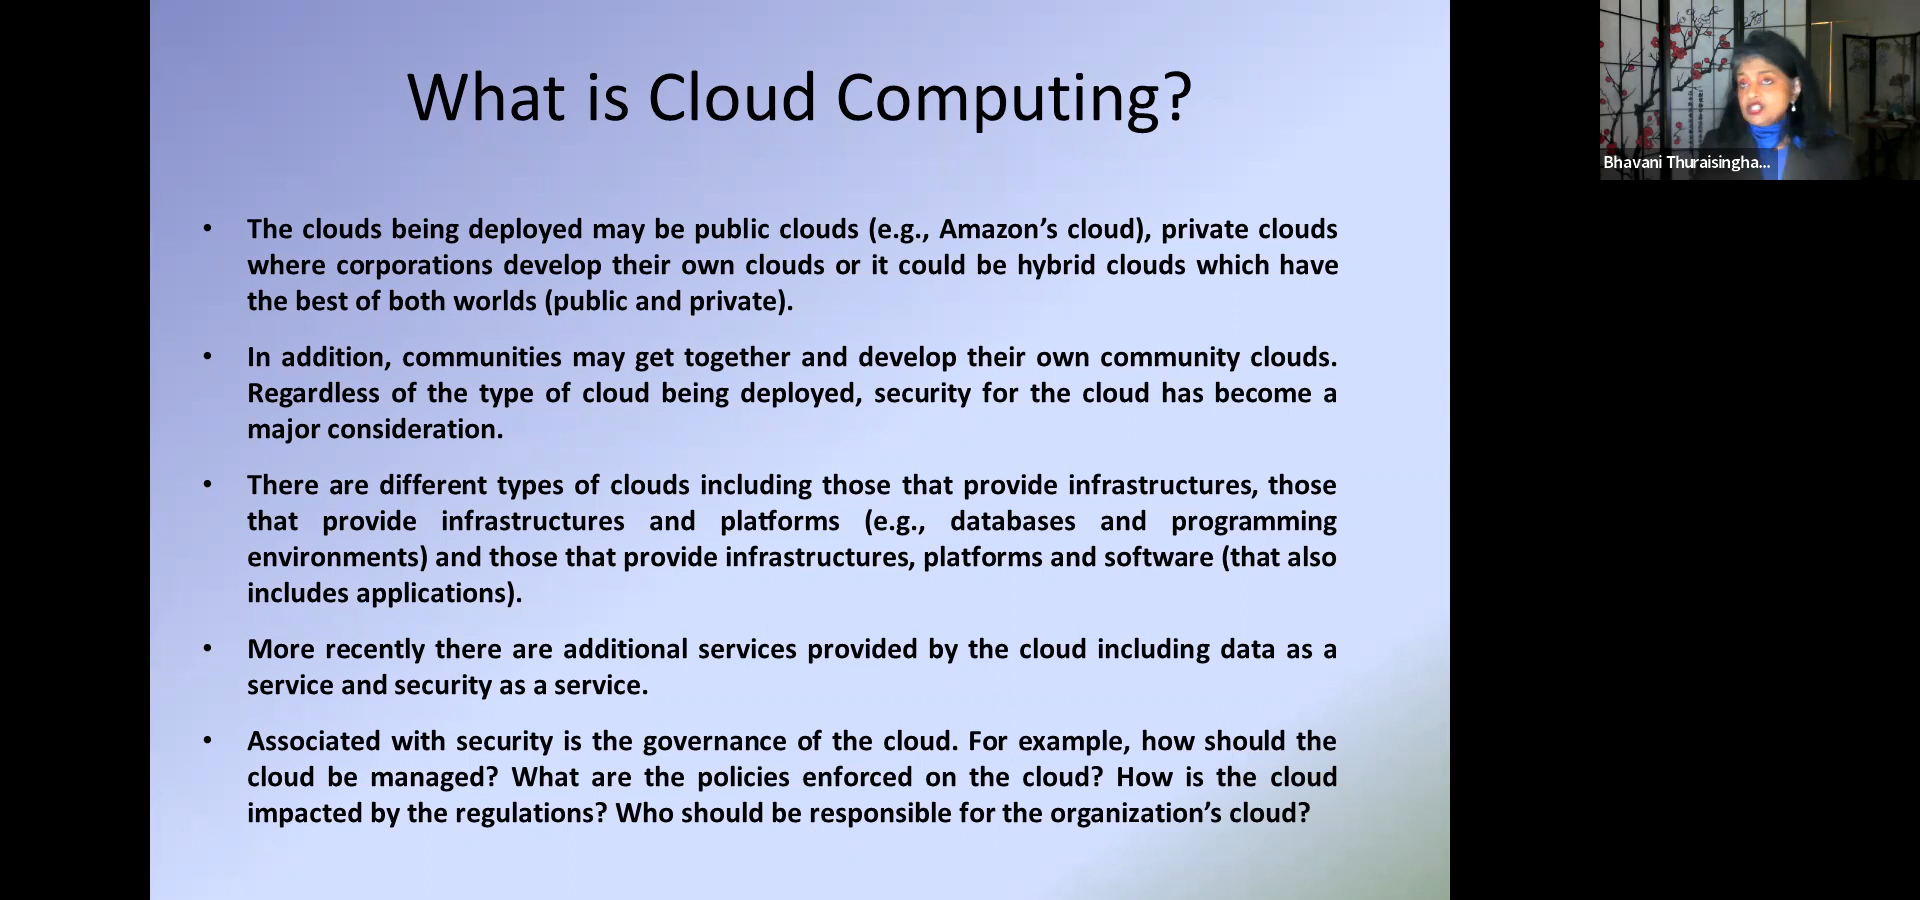 What is Cloud Computing?
• The clouds being deployed may be public clouds (e.g., Amazon’s cloud), private clouds
where corporations develop their own clouds or it could be hybrid clouds which have
the best of both worlds (public and private).
• In addition, communities may get together and develop their own community clouds.
Regardless of the type of cloud being deployed, security for the cloud has become a
major consideration.
• There are different types of clouds including those that provide infrastructures, those
that provide infrastructures and platforms (e.g., databases and programming
environments) and those that provide infrastructures, platforms and software (that also
includes applications).
• More recently there are additional services provided by the cloud including data as a
service and security as a service.
• Associated with security is the governance of the cloud. For example, how should the
cloud be managed? What are the policies enforced on the cloud? How is the cloud
impacted by the regulations? Who should be responsible for the organization’s cloud?
Bhavani Thuraisingha...